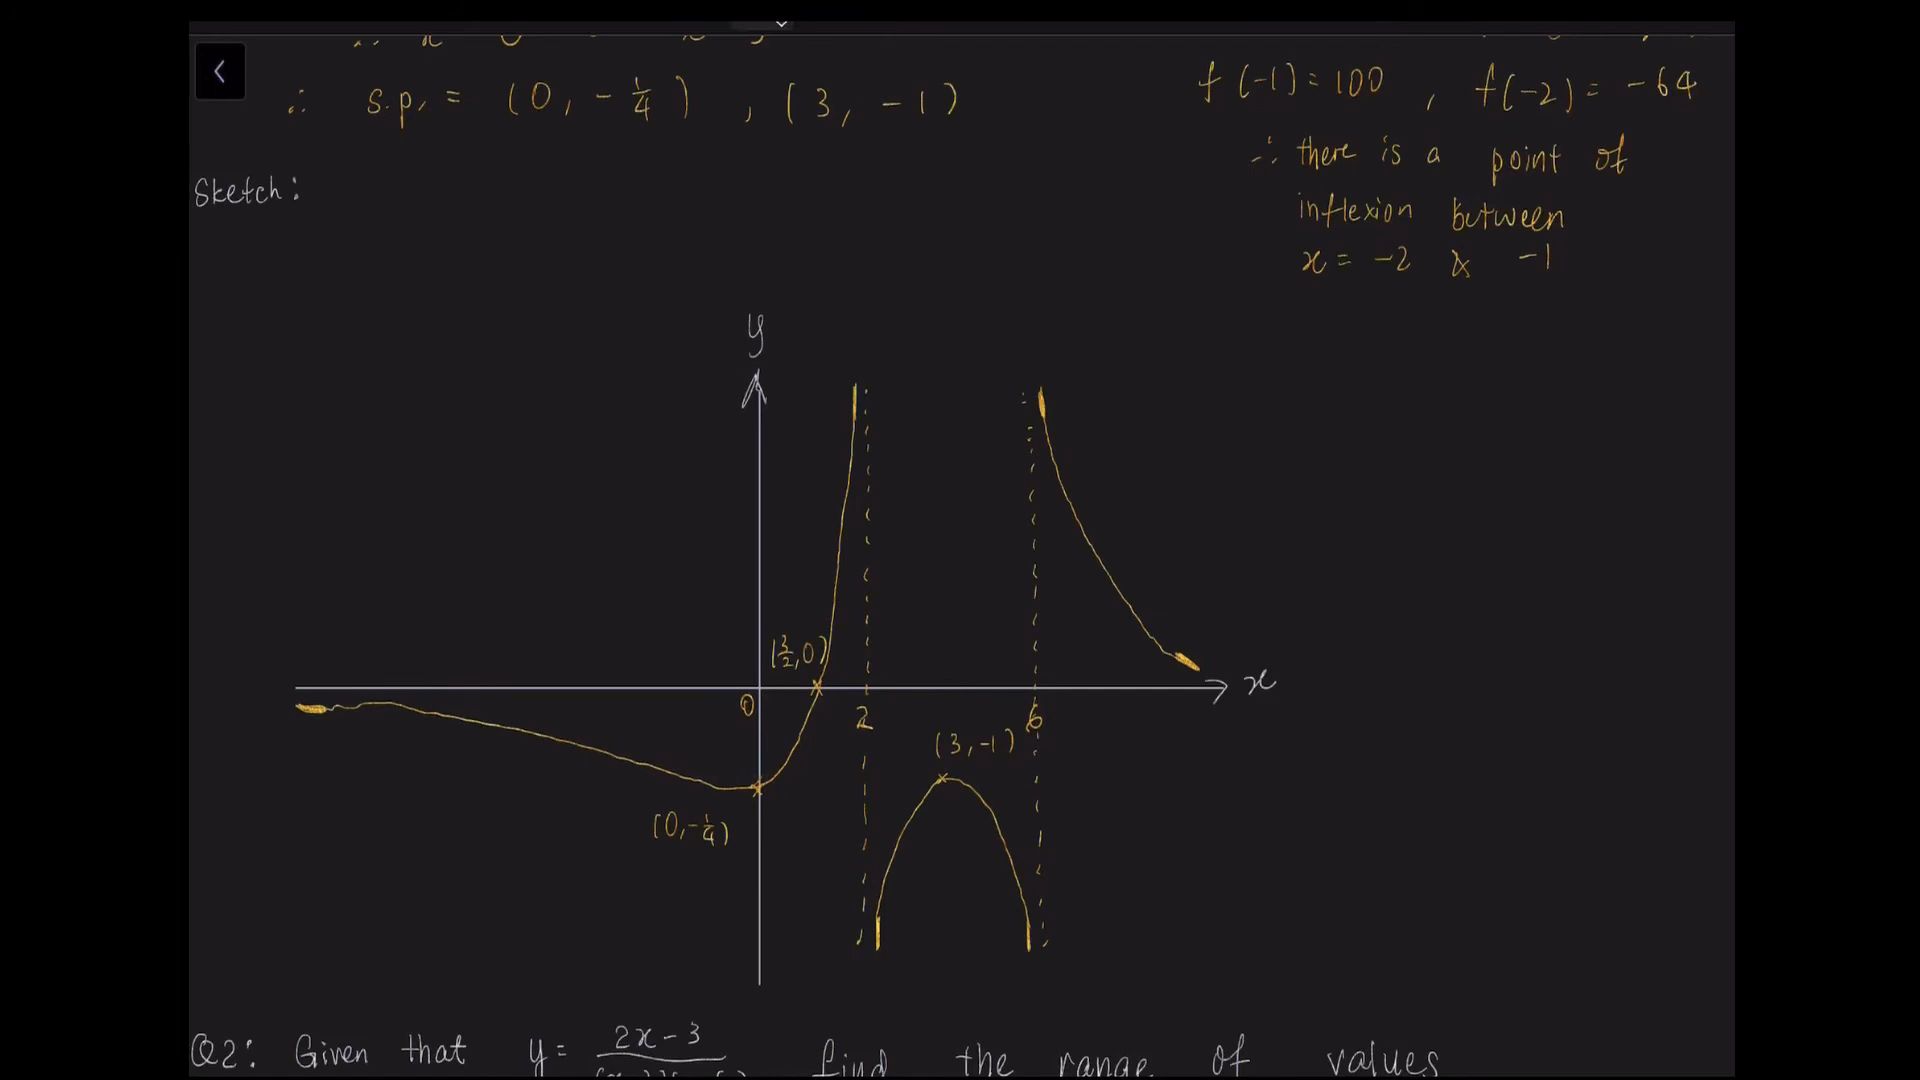 ∴ s.p. = (0, -1/4) , (3, -1)
f(-1) = 100 , f(-2) = -64
∴ there is a point of
inflexion between
x = -2 & -1
Sketch:
y
(3/2, 0)
x
0
2
6
(3, -1)
(0, -1/4)
Q2: Given that y = 2x-3 find the range of values